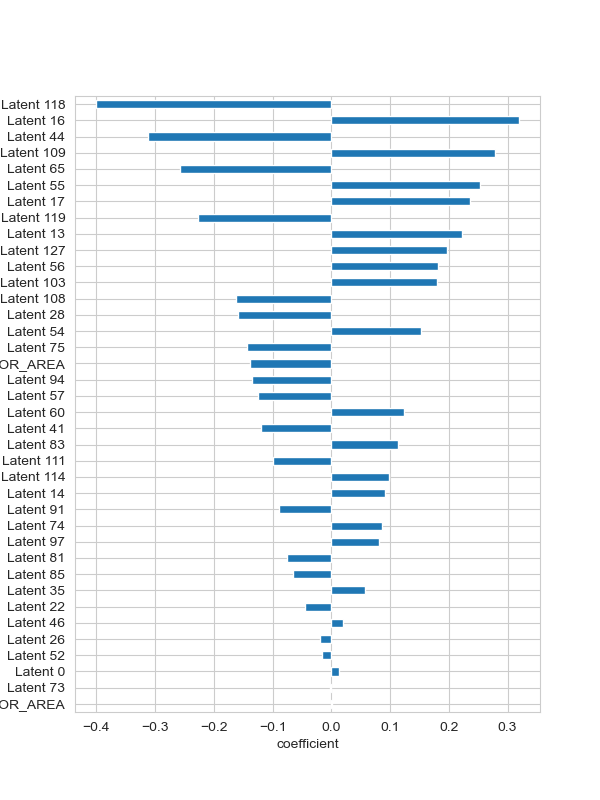 Latent 118
Latent 16
Latent 44
Latent 109
Latent 65
Latent 55
Latent 17
Latent 119
Latent 13
Latent 127
Latent 56
Latent 103
Latent 108
Latent 28
Latent 54
Latent 75
OR_AREA
Latent 94
Latent 57
Latent 60
Latent 41
Latent 83
Latent 111
Latent 114
Latent 14
Latent 91
Latent 74
Latent 97
Latent 81
Latent 85
Latent 35
Latent 22
Latent 46
Latent 26
Latent 52
Latent 0
Latent 73
OR_AREA
−0.4 −0.3 −0.2 −0.1 0.0 0.1 0.2 0.3
coefficient